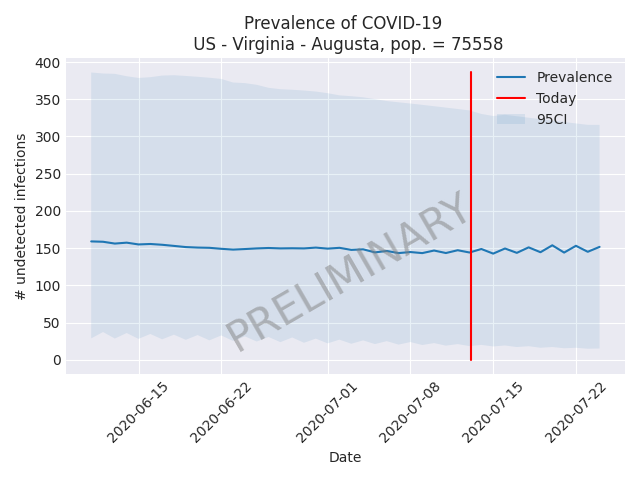 Prevalence of COVID-19
US - Virginia - Augusta, pop. = 75558
400
350
300
250
200
150
100
50
0
# undetected infections
Prevalence
Today
95CI
PRELIMINARY
2020-06-15
2020-06-22
2020-07-01
2020-07-08
2020-07-15
2020-07-22
Date